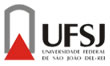 UFSJ
UNIVERSIDADE FEDERAL
DE SÃO JOÃO DEL-REI